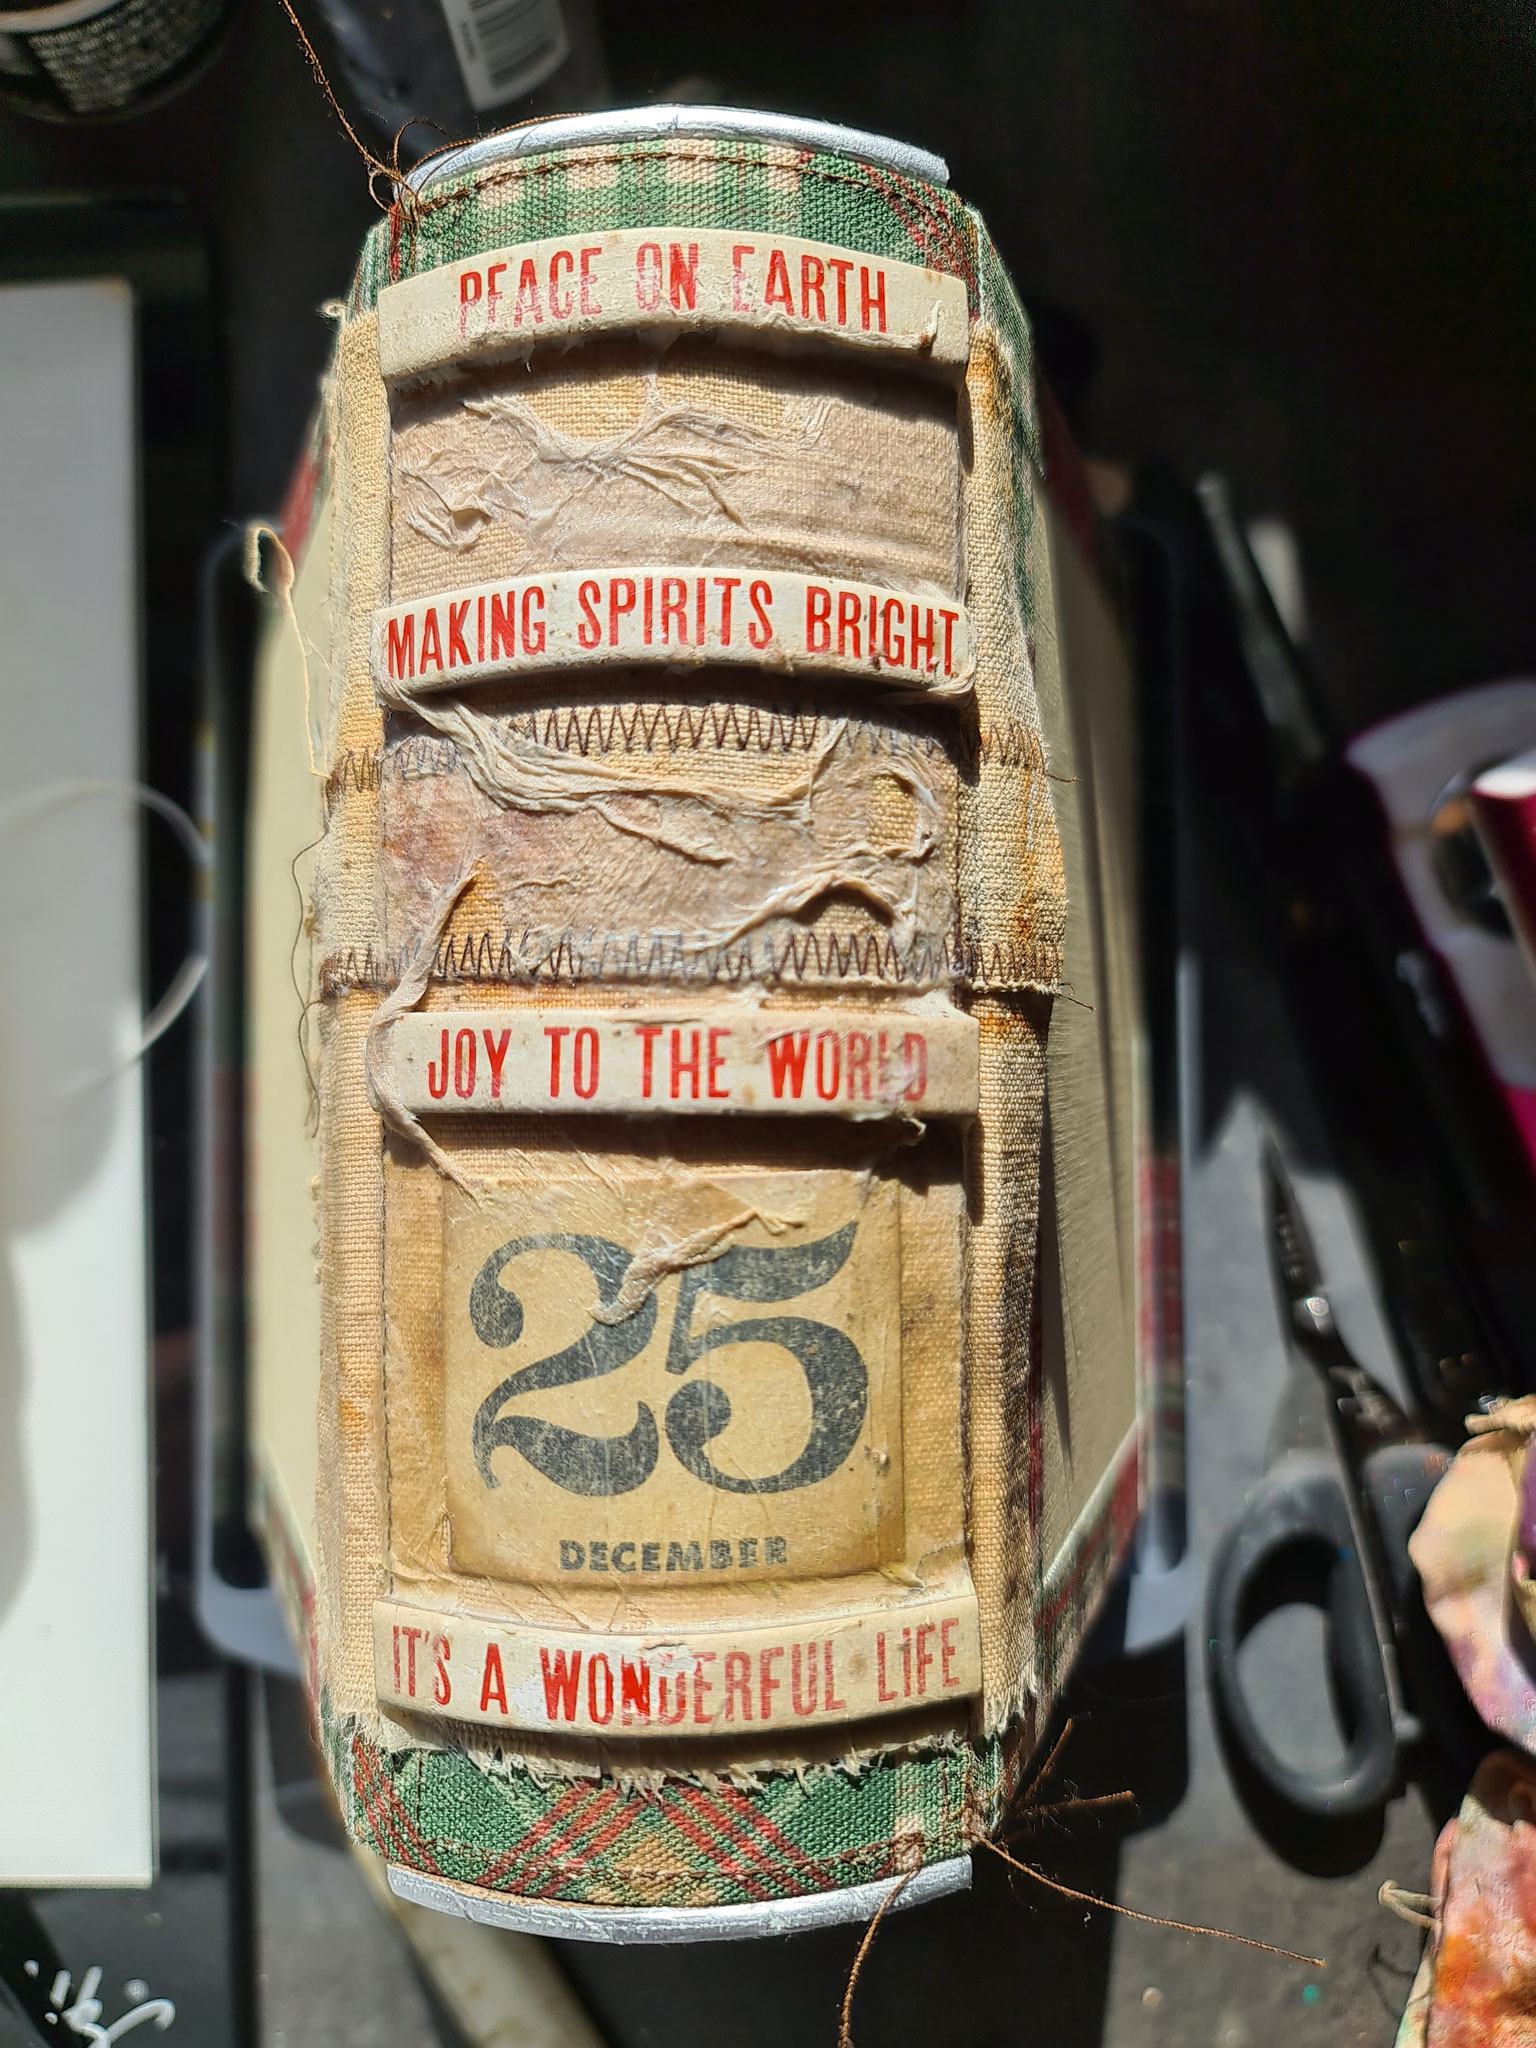 PEACE ON EARTH
MAKING SPIRITS BRIGHT
JOY TO THE WORLD
25
DECEMBER
IT'S A WONDERFUL LIFE